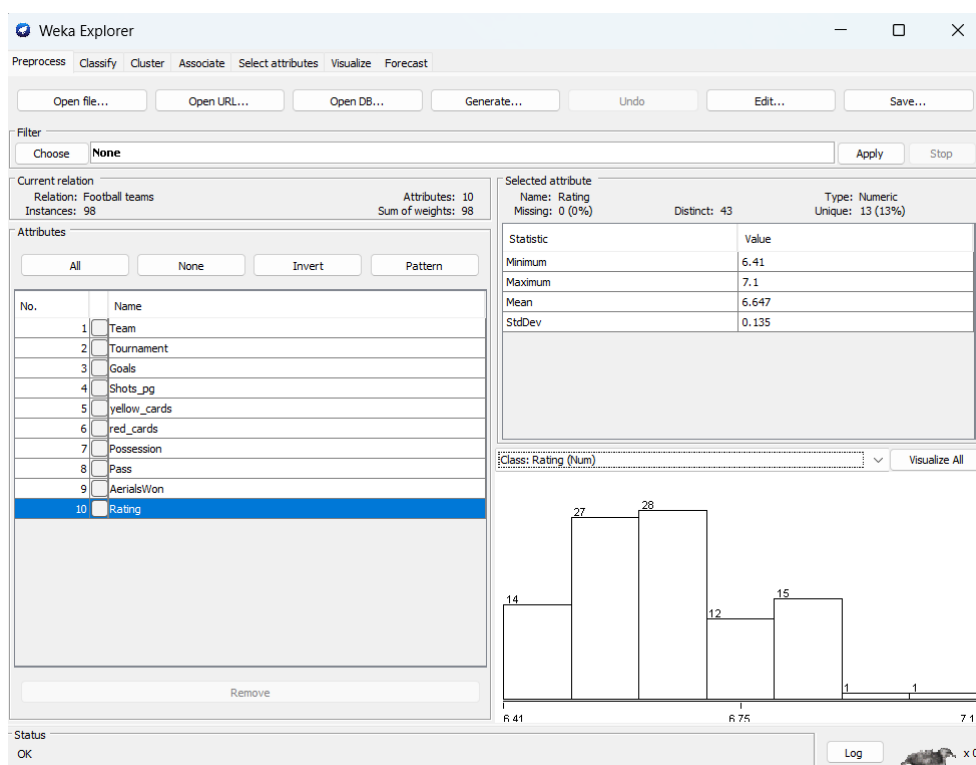 Weka Explorer
Preprocess Classify Cluster Associate Select attributes Visualize Forecast
Open file... Open URL... Open DB... Generate... Undo Edit... Save...
Filter
Choose None Apply Stop
Current relation
Relation: Football teams Attributes: 10
Instances: 98 Sum of weights: 98
Attributes
All None Invert Pattern
No. Name
1 Team
2 Tournament
3 Goals
4 Shots_pg
5 yellow_cards
6 red_cards
7 Possession
8 Pass
9 AerialsWon
10 Rating
Remove
Selected attribute
Name: Rating Type: Numeric
Missing: 0 (0%) Distinct: 43 Unique: 13 (13%)
Statistic Value
Minimum 6.41
Maximum 7.1
Mean 6.647
StdDev 0.135
Class: Rating (Num) Visualize All
14 27 28 12 15 1 1
6.41 6.75 7.1
Status
OK Log x 0